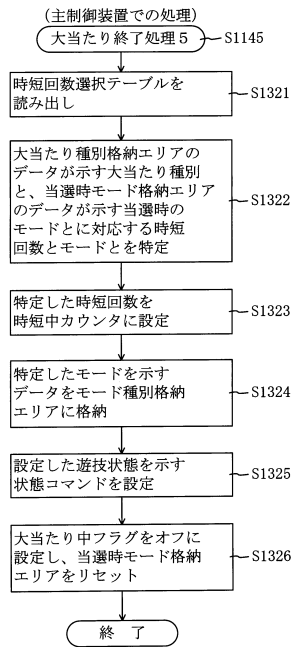 （主制御装置での処理）
大当たり終了処理５
S1145
時短回数選択テーブルを
読み出し
S1321
大当たり種別格納エリアの
データが示す大当たり種別
と、当選時モード格納エリア
のデータが示す当選時の
モードとに対応する時短
回数とモードとを特定
S1322
特定した時短回数を
時短中カウンタに設定
S1323
特定したモードを示す
データをモード種別格納
エリアに格納
S1324
設定した遊技状態を示す
状態コマンドを設定
S1325
大当たり中フラグをオフに
設定し、当選時モード格納
エリアをリセット
S1326
終　了